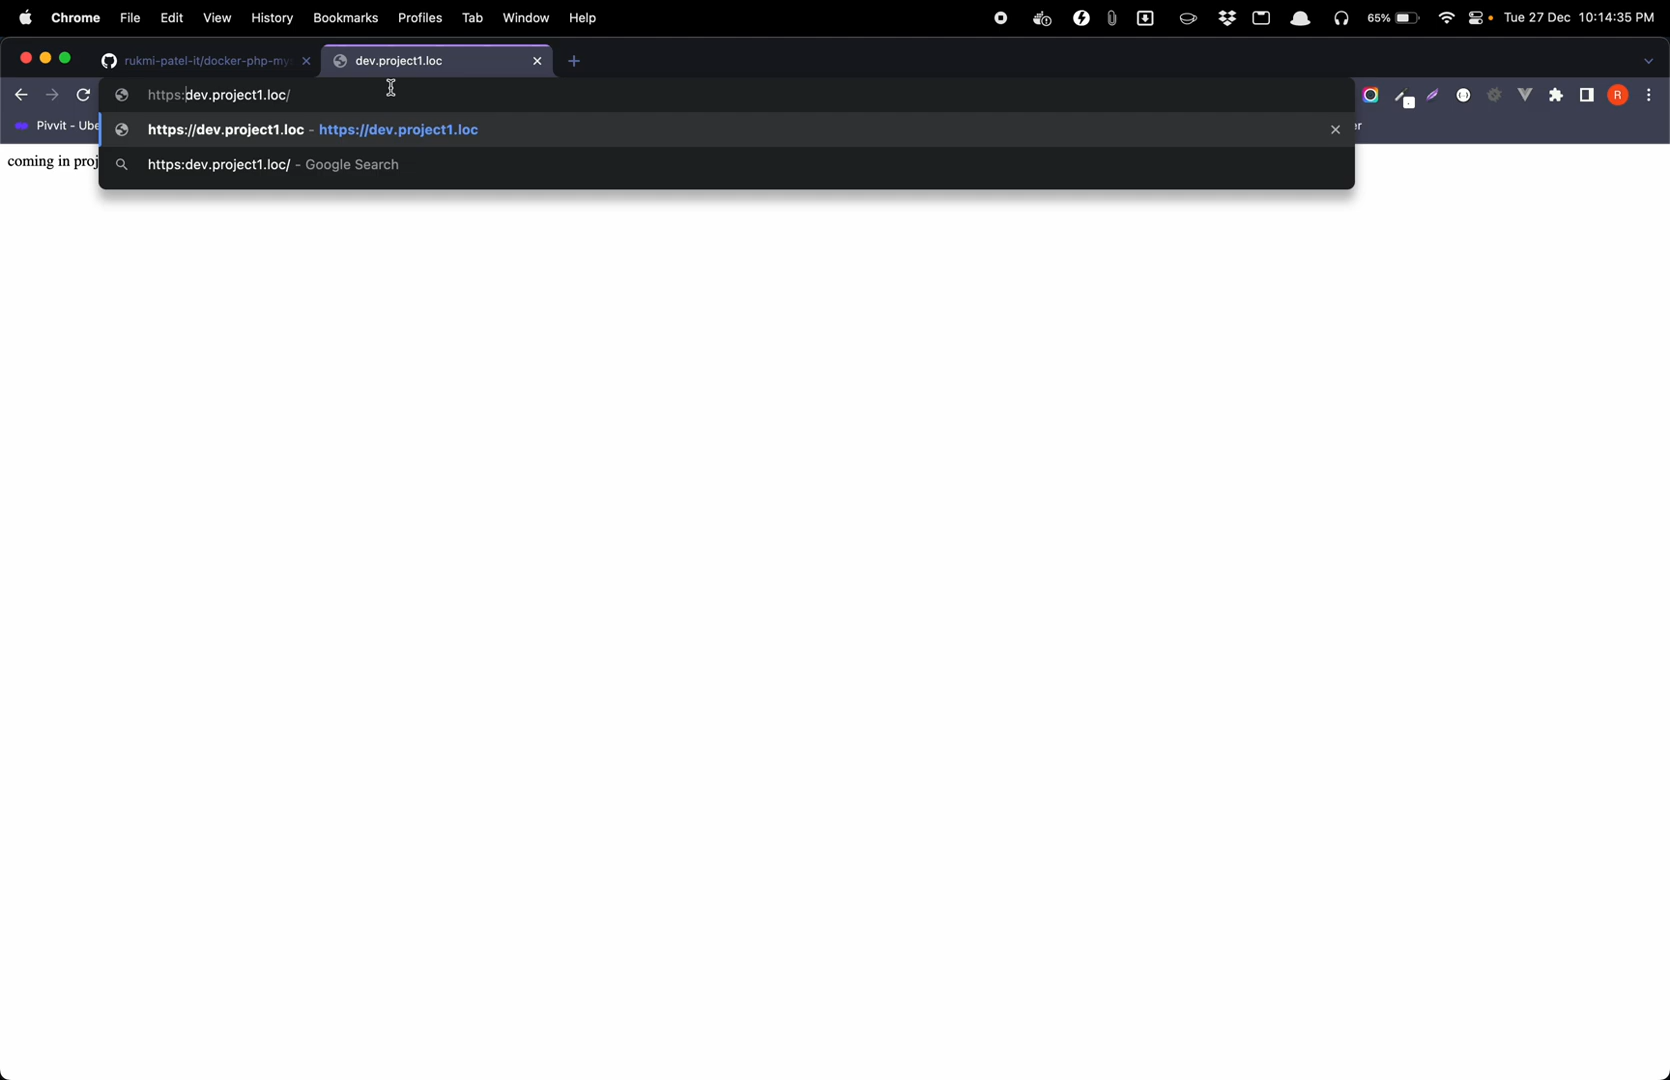 Chrome File Edit View History Bookmarks Profiles Tab Window Help 65% Tue 27 Dec 10:14:35 PM
rukmi-patel-it/docker-php-my dev.project1.loc
https:dev.project1.loc/ R
Pivvit - Ube https://dev.project1.loc - https://dev.project1.loc er
coming in proj https:dev.project1.loc/ - Google Search